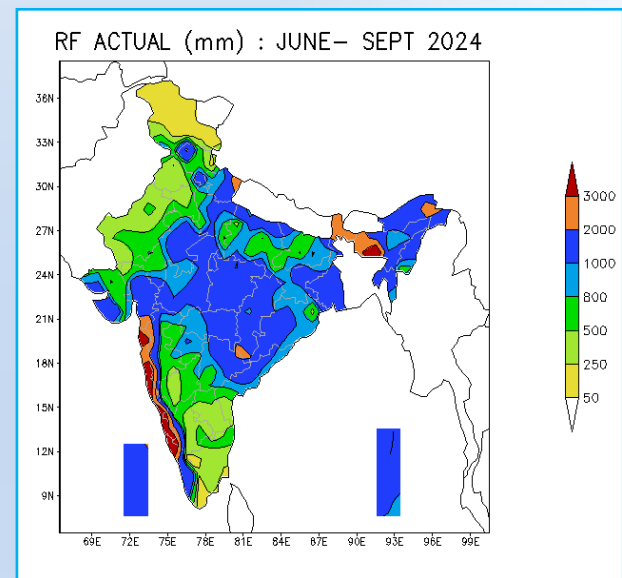 RF ACTUAL (mm) : JUNE– SEPT 2024
36N
33N
30N
27N
24N
21N
18N
15N
12N
9N
69E 72E 75E 78E 81E 84E 87E 90E 93E 96E 99E
3000
2000
1000
800
500
250
50